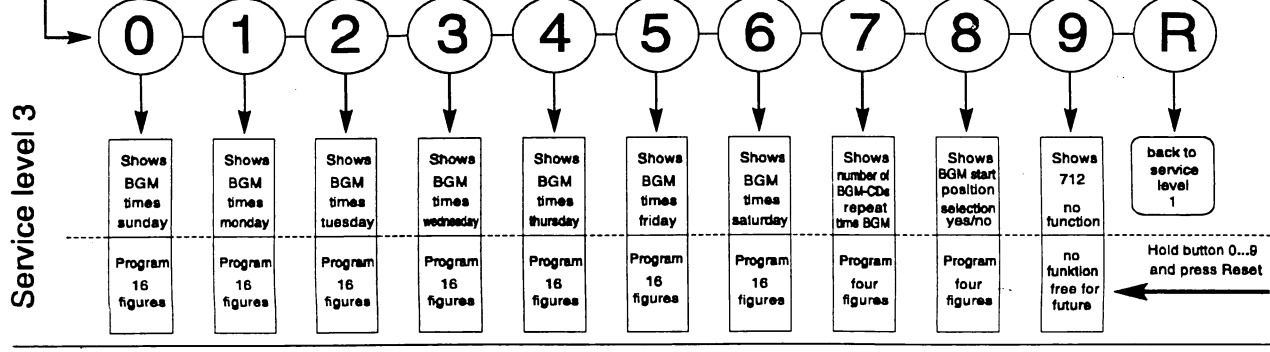 Service level 3
0 1 2 3 4 5 6 7 8 9 R
Shows
BGM
times
sunday
Program
16
figures
Shows
BGM
times
monday
Program
16
figures
Shows
BGM
times
tuesday
Program
16
figures
Shows
BGM
times
wednesday
Program
16
figures
Shows
BGM
times
thursday
Program
16
figures
Shows
BGM
times
friday
Program
16
figures
Shows
BGM
times
saturday
Program
16
figures
Shows
number of
BGM-CDs
repeat
time BGM
Program
four
figures
Shows
BGM start
position
selection
yes/no
Program
four
figures
Shows
712
no
function
no
funktion
free for
future
back to
service
level
1
Hold button 0...9
and press Reset